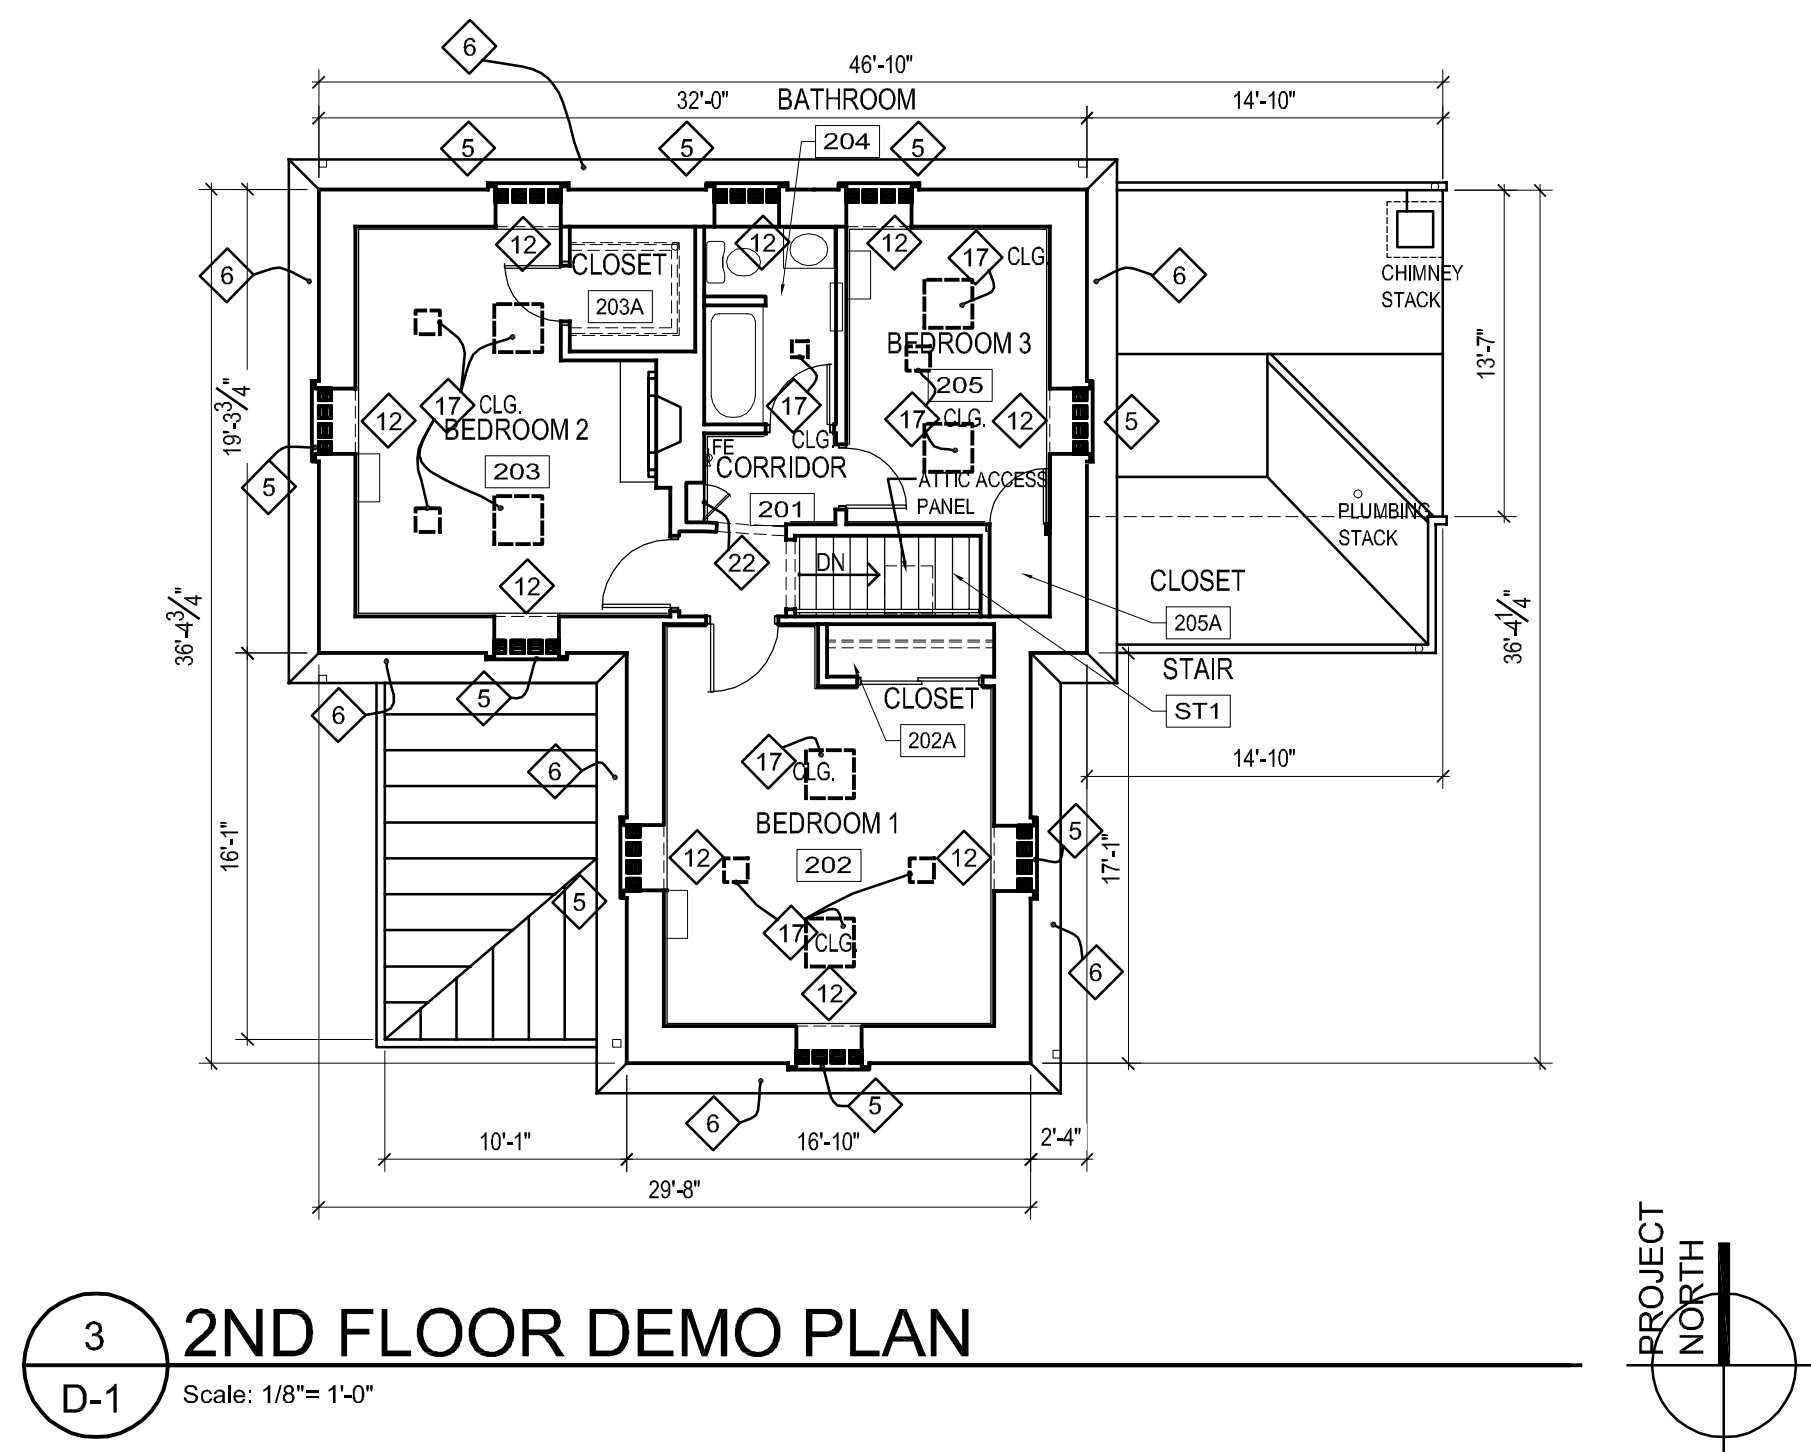 6
46'-10"
32'-0"
BATHROOM
14'-10"
5
5
204
5
12
CLOSET
12
12
17
CLG.
6
6
CHIMNEY
STACK
203A
BEDROOM 3
205
13'-7"
19'-3 3/4"
12
17
CLG.
BEDROOM 2
17
CLG.
17
CLG.
12
5
FE
CORRIDOR
203
5
ATTIC ACCESS
PANEL
201
PLUMBING
STACK
22
DN
12
CLOSET
205A
36'-4 3/4"
36'-4 1/4"
STAIR
ST1
5
6
CLOSET
202A
17
CLG.
14'-10"
6
BEDROOM 1
202
12
12
5
16'-1"
17'-1"
5
17
CLG.
12
6
6
5
10'-1"
16'-10"
2'-4"
29'-8"
PROJECT
NORTH
3
D-1
2ND FLOOR DEMO PLAN
Scale: 1/8"= 1'-0"